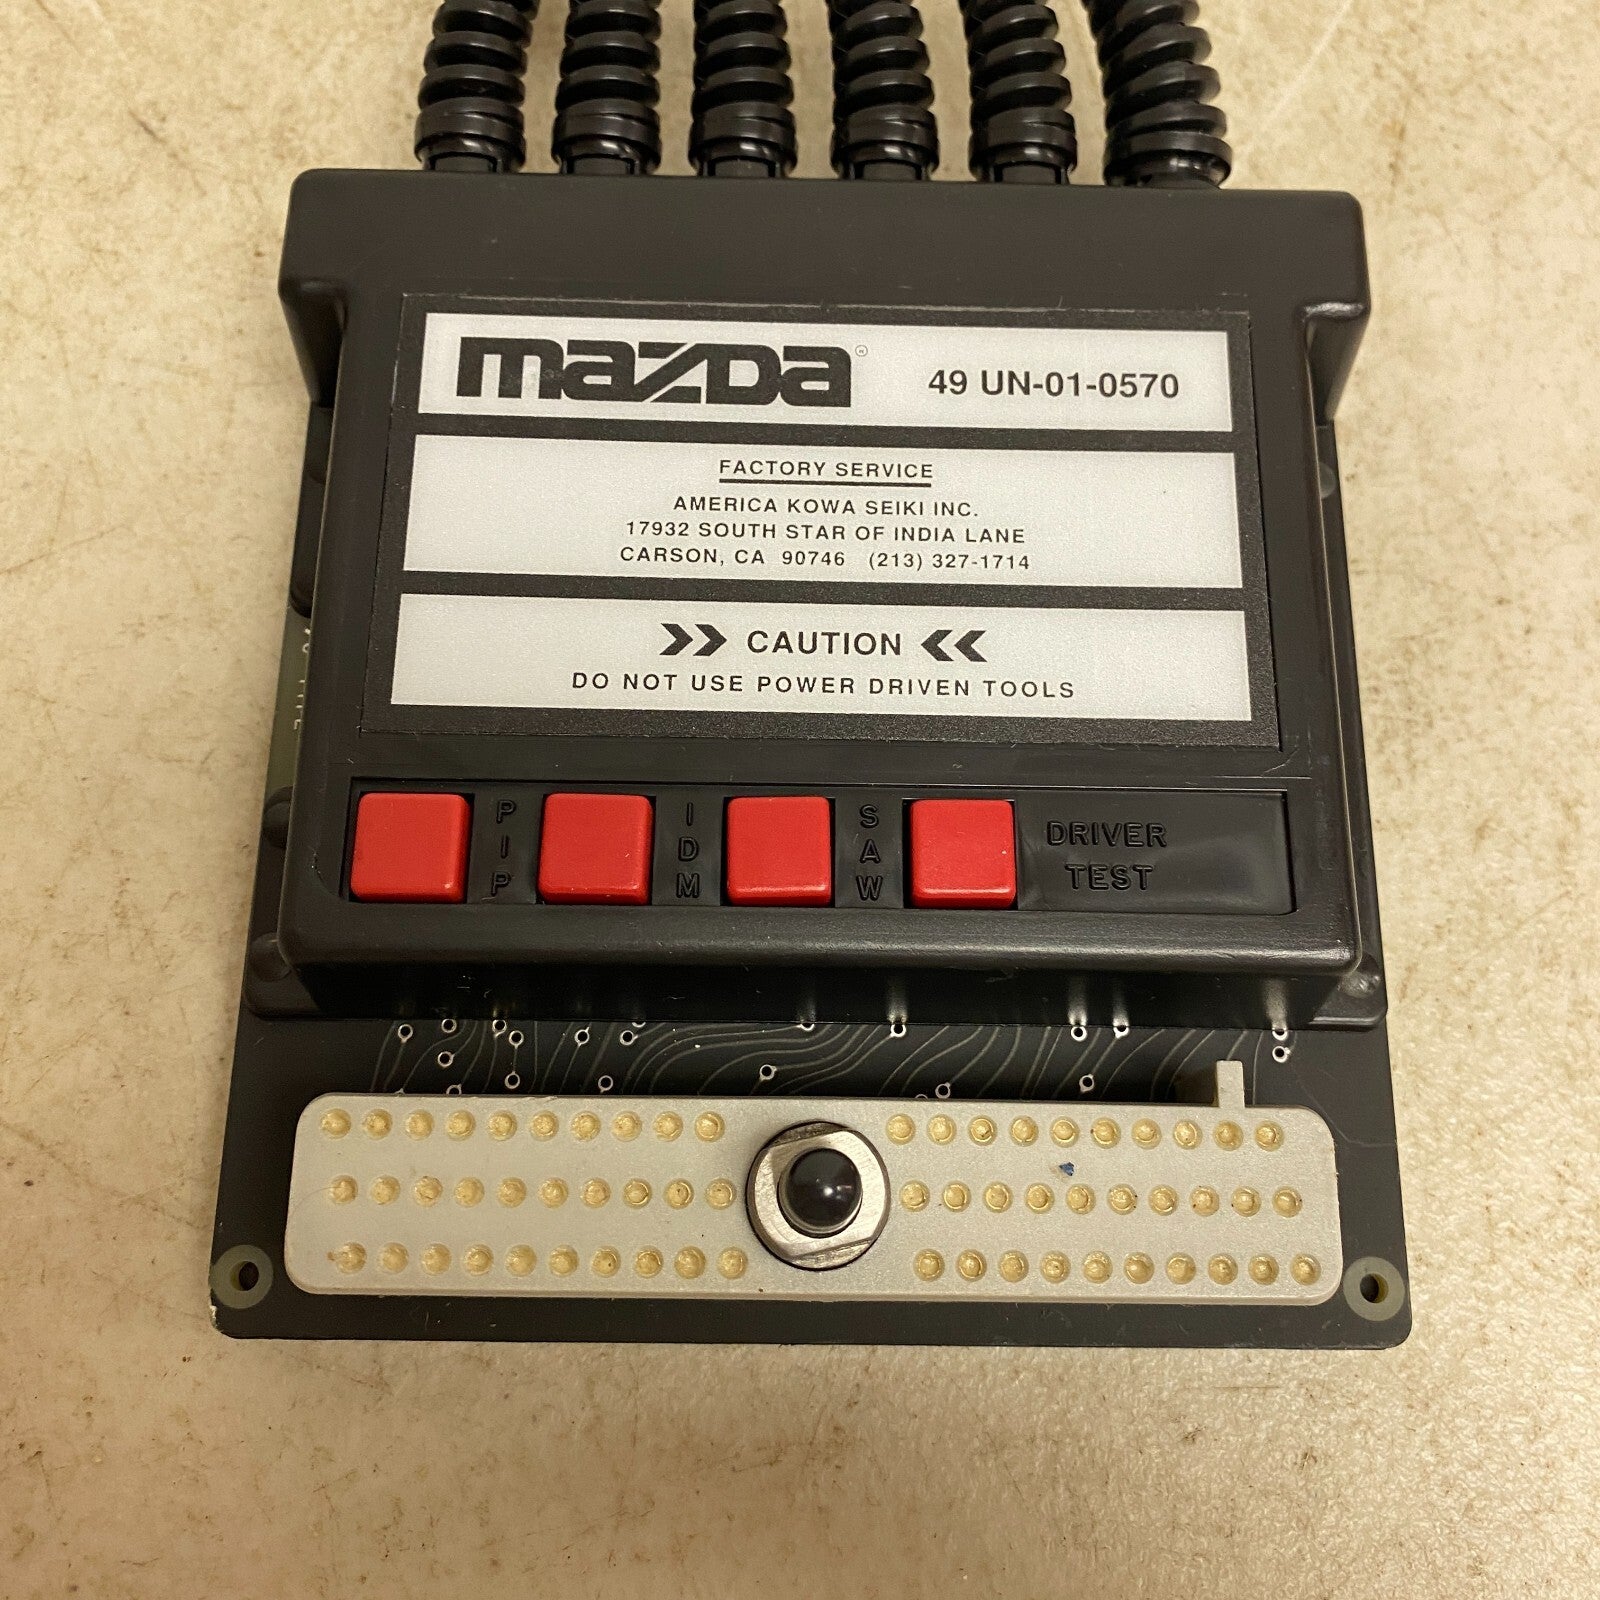 mazda® 49 UN-01-0570
FACTORY SERVICE
AMERICA KOWA SEIKI INC.
17932 SOUTH STAR OF INDIA LANE
CARSON, CA 90746 (213) 327-1714
CAUTION
DO NOT USE POWER DRIVEN TOOLS
PIP
IDM
SAW
DRIVER
TEST